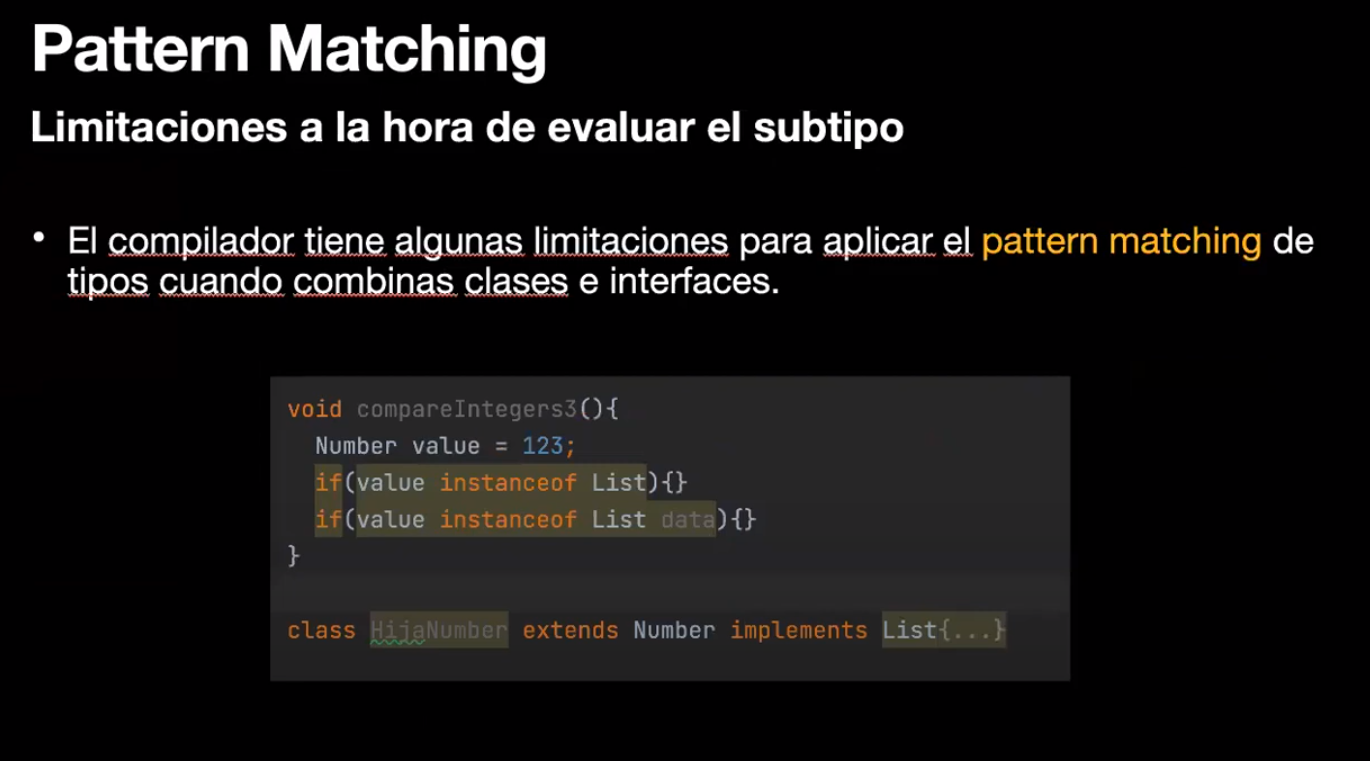 Pattern Matching
Limitaciones a la hora de evaluar el subtipo
• El compilador tiene algunas limitaciones para aplicar el pattern matching de
tipos cuando combinas clases e interfaces.
void compareIntegers3(){
Number value = 123;
if(value instanceof List){}
if(value instanceof List data){}
}
class HijaNumber extends Number implements List{...}